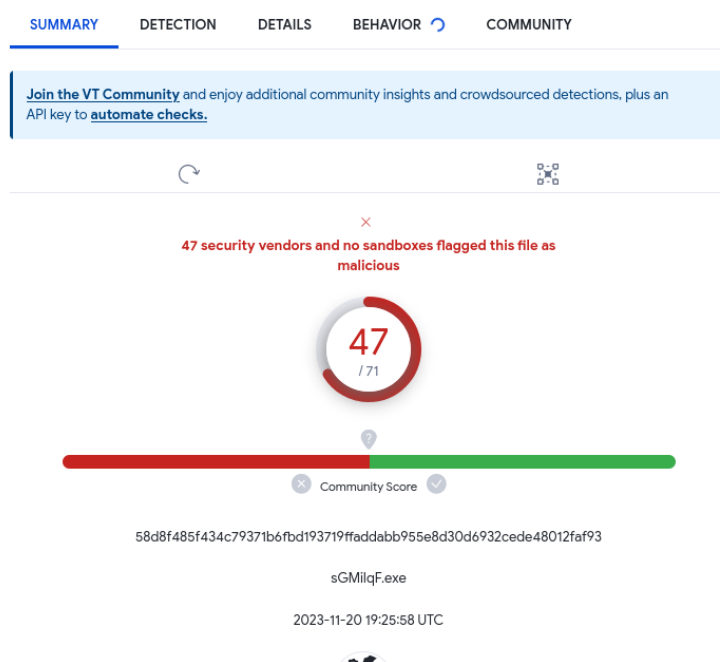 SUMMARY DETECTION DETAILS BEHAVIOR COMMUNITY
Join the VT Community and enjoy additional community insights and crowdsourced detections, plus an
API key to automate checks.
47 security vendors and no sandboxes flagged this file as
malicious
47
/ 71
?
Community Score
58d8f485f434c79371b6fbd193719ffaddabb955e8d30d6932cede48012faf93
sGMilqF.exe
2023-11-20 19:25:58 UTC